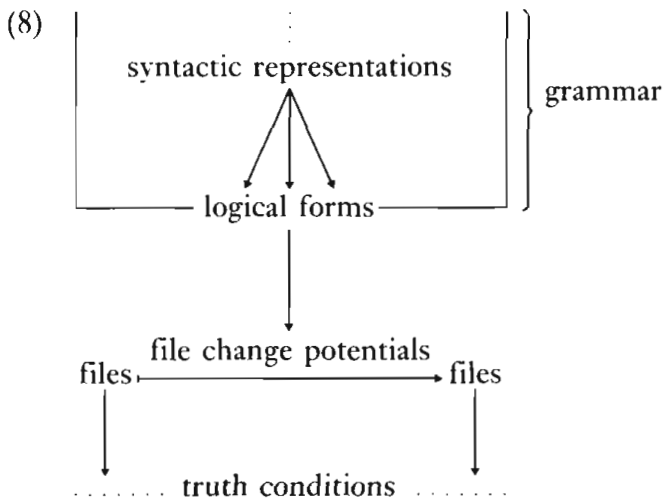 (8)
syntactic representations
grammar
logical forms
file change potentials
files files
truth conditions